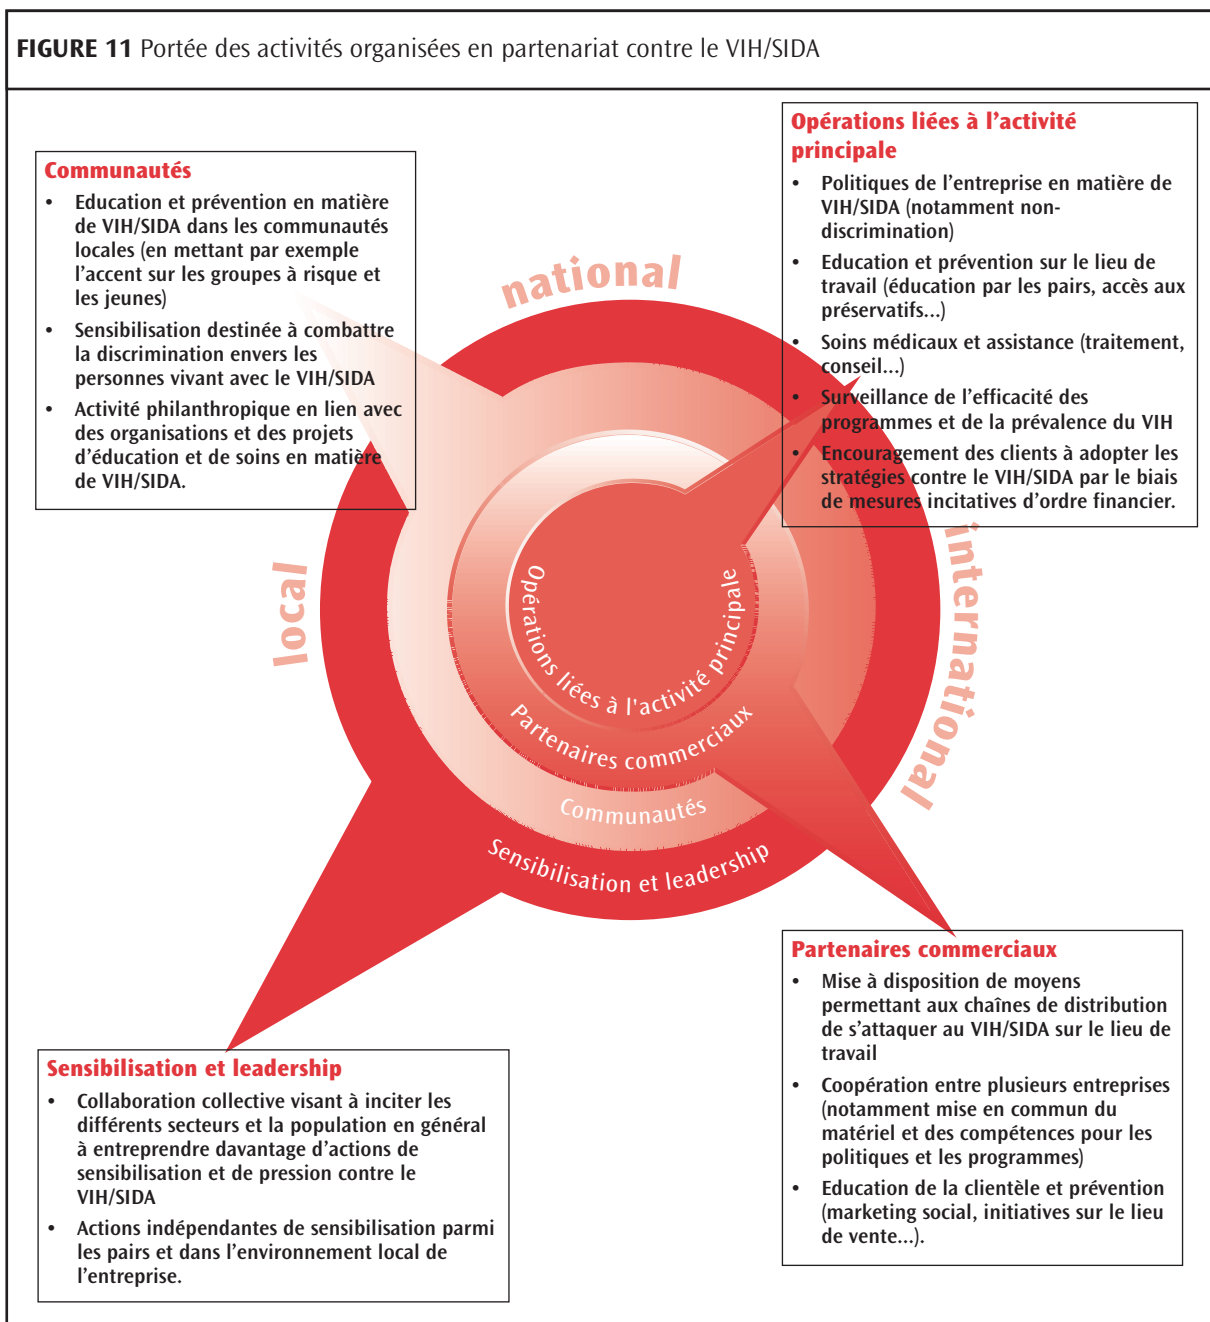 FIGURE 11 Portée des activités organisées en partenariat contre le VIH/SIDA
Communautés
• Education et prévention en matière
de VIH/SIDA dans les communautés
locales (en mettant par exemple
l’accent sur les groupes à risque et
les jeunes)
• Sensibilisation destinée à combattre
la discrimination envers les
personnes vivant avec le VIH/SIDA
• Activité philanthropique en lien avec
des organisations et des projets
d’éducation et de soins en matière
de VIH/SIDA.
Opérations liées à l’activité
principale
• Politiques de l’entreprise en matière de
VIH/SIDA (notamment non-
discrimination)
• Education et prévention sur le lieu de
travail (éducation par les pairs, accès aux
préservatifs...)
• Soins médicaux et assistance (traitement,
conseil...)
• Surveillance de l’efficacité des
programmes et de la prévalence du VIH
• Encouragement des clients à adopter les
stratégies contre le VIH/SIDA par le biais
de mesures incitatives d’ordre financier.
national
local
international
Opérations liées à l'activité principale
Partenaires commerciaux
Communautés
Sensibilisation et leadership
Partenaires commerciaux
• Mise à disposition de moyens
permettant aux chaînes de distribution
de s’attaquer au VIH/SIDA sur le lieu de
travail
• Coopération entre plusieurs entreprises
(notamment mise en commun du
matériel et des compétences pour les
politiques et les programmes)
• Education de la clientèle et prévention
(marketing social, initiatives sur le lieu
de vente...).
Sensibilisation et leadership
• Collaboration collective visant à inciter les
différents secteurs et la population en général
à entreprendre davantage d’actions de
sensibilisation et de pression contre le
VIH/SIDA
• Actions indépendantes de sensibilisation parmi
les pairs et dans l’environnement local de
l’entreprise.